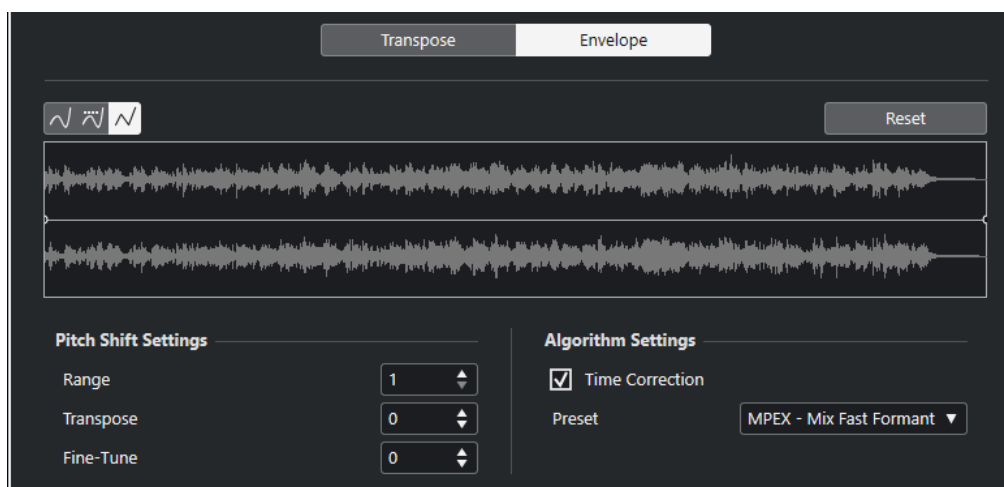 Transpose Envelope
Reset
Pitch Shift Settings
Range 1
Transpose 0
Fine-Tune 0
Algorithm Settings
Time Correction
Preset MPEX - Mix Fast Formant